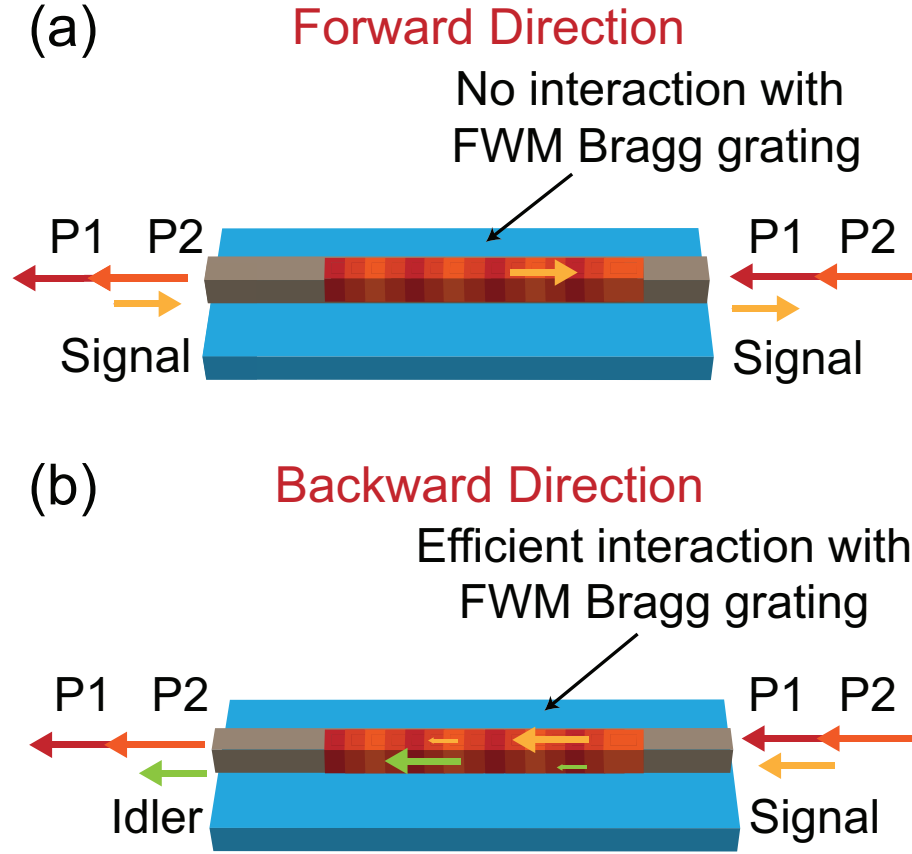 (a) Forward Direction
No interaction with
FWM Bragg grating
P1 P2 P1 P2
Signal Signal
(b) Backward Direction
Efficient interaction with
FWM Bragg grating
P1 P2 P1 P2
Idler Signal